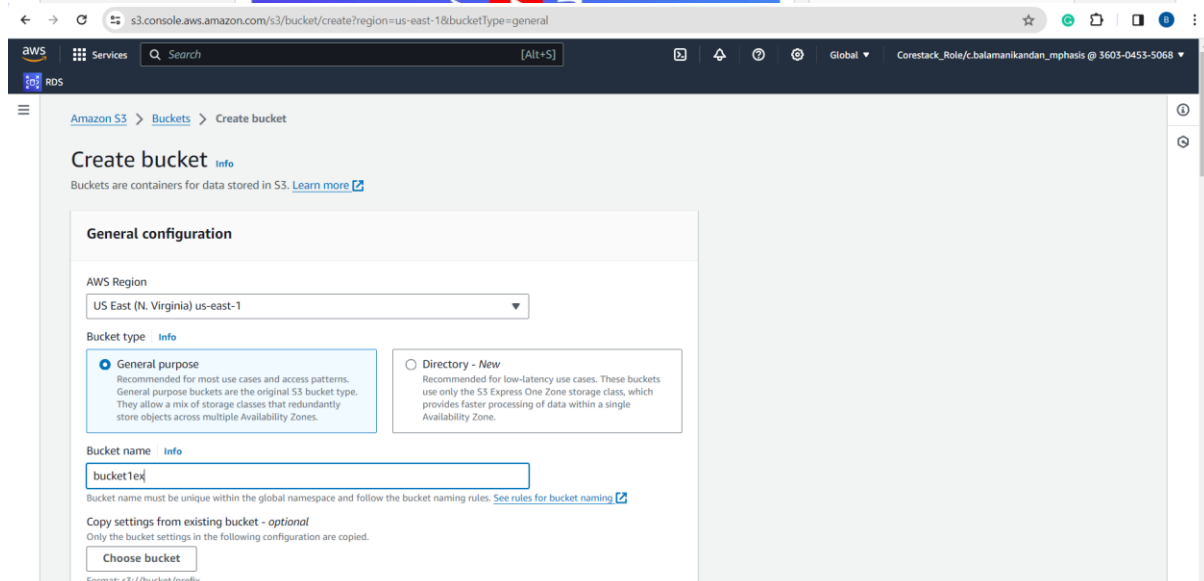 s3.console.aws.amazon.com/s3/bucket/create?region=us-east-1&bucketType=general
B
aws Services Search [Alt+S] Global ▼ Corestack_Role/c.balamanikandan_mphasis @ 3603-0453-5068 ▼
RDS
Amazon S3 > Buckets > Create bucket
Create bucket Info
Buckets are containers for data stored in S3. Learn more
General configuration
AWS Region
US East (N. Virginia) us-east-1
Bucket type Info
General purpose
Recommended for most use cases and access patterns.
General purpose buckets are the original S3 bucket type.
They allow a mix of storage classes that redundantly
store objects across multiple Availability Zones.
Directory - New
Recommended for low-latency use cases. These buckets
use only the S3 Express One Zone storage class, which
provides faster processing of data within a single
Availability Zone.
Bucket name Info
bucket1ex
Bucket name must be unique within the global namespace and follow the bucket naming rules. See rules for bucket naming
Copy settings from existing bucket - optional
Only the bucket settings in the following configuration are copied.
Choose bucket
Format: s3://bucket/prefix